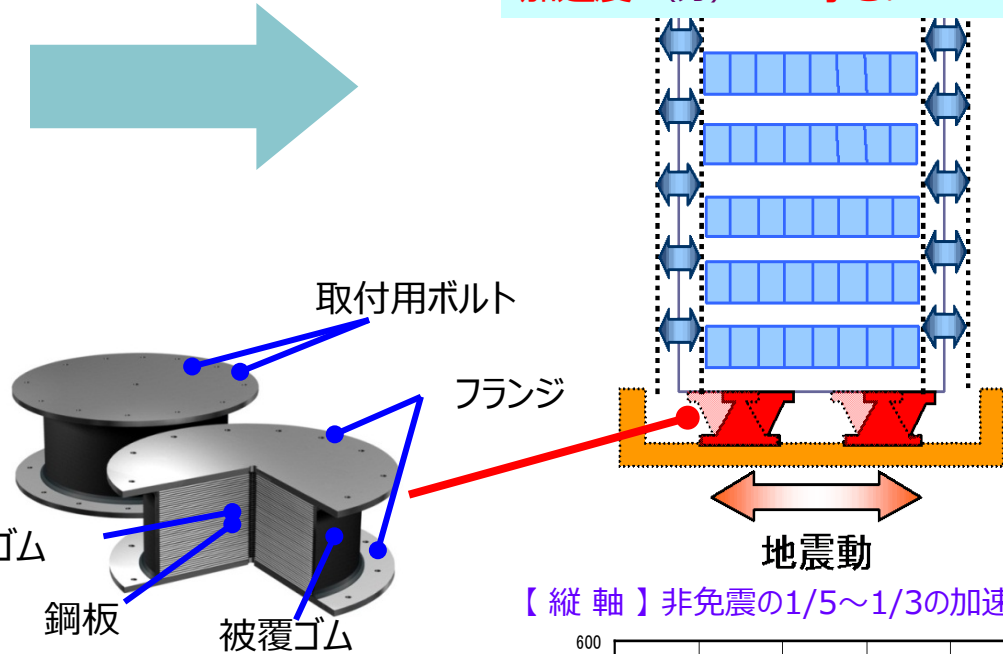 取付用ボルト
フランジ
ゴム
鋼板
被覆ゴム
地震動
【 縦 軸 】非免震の1/5～1/3の加速
600